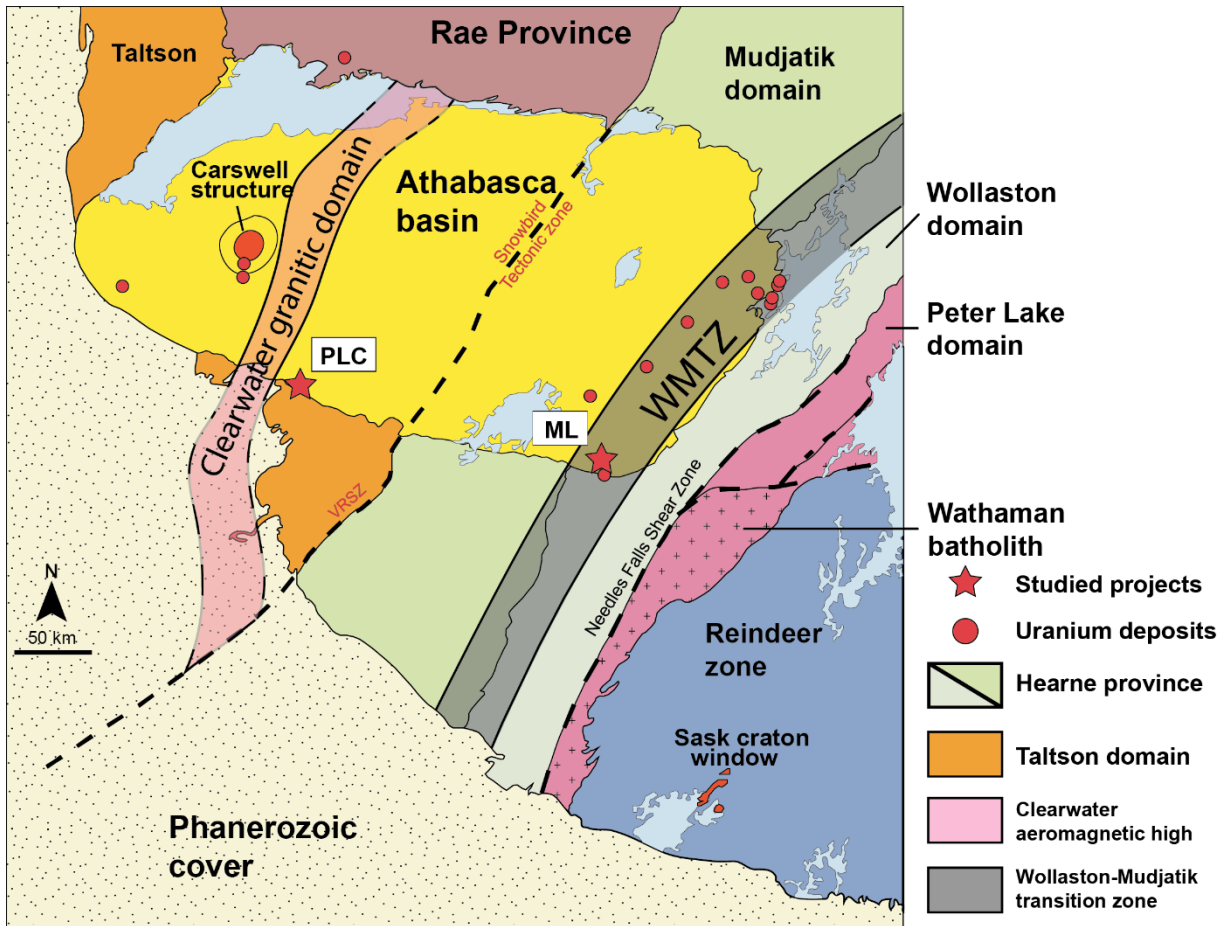 Rae Province
Taltson
Mudjatik
domain
Carswell
structure
Athabasca
basin
Clearwater granitic domain
Snowbird
Tectonic zone
Wollaston
domain
Peter Lake
domain
PLC
WMTZ
ML
VRSZ
Needles Falls Shear Zone
Wathaman
batholith
N
50 km
Reindeer
zone
Sask craton
window
Phanerozoic
cover
Studied projects
Uranium deposits
Hearne province
Taltson domain
Clearwater
aeromagnetic high
Wollaston-Mudjatik
transition zone